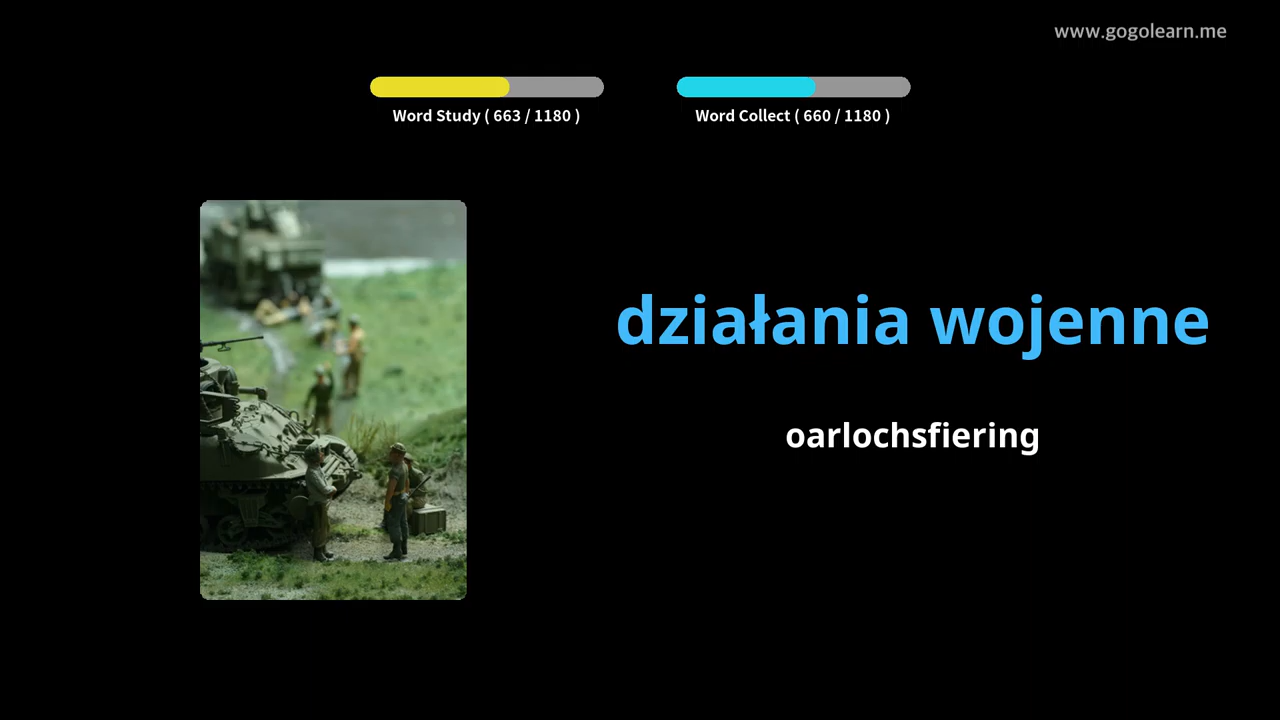 www.gogolearn.me
Word Study ( 663 / 1180 )
Word Collect ( 660 / 1180 )
działania wojenne
oarlochsfiering